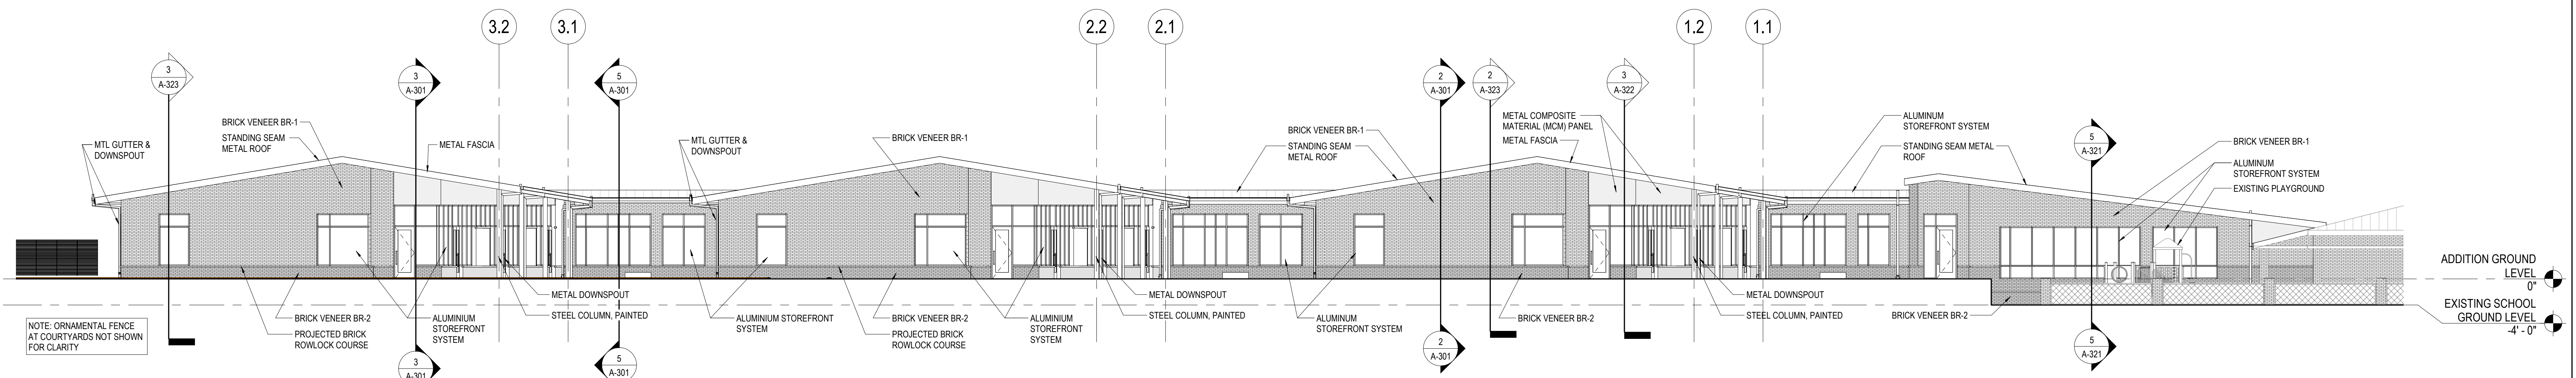 3.2
3.1
2.2
2.1
1.2
1.1
3
A-323
3
A-301
5
A-301
2
A-301
2
A-323
3
A-322
5
A-321
MTL GUTTER &
DOWNSPOUT
BRICK VENEER BR-1
STANDING SEAM
METAL ROOF
METAL FASCIA
MTL GUTTER &
DOWNSPOUT
BRICK VENEER BR-1
STANDING SEAM
METAL ROOF
BRICK VENEER BR-1
METAL COMPOSITE
MATERIAL (MCM) PANEL
METAL FASCIA
ALUMINUM
STOREFRONT SYSTEM
STANDING SEAM METAL
ROOF
BRICK VENEER BR-1
ALUMINUM
STOREFRONT SYSTEM
EXISTING PLAYGROUND
ADDITION GROUND
LEVEL
0"
EXISTING SCHOOL
GROUND LEVEL
-4' - 0"
NOTE: ORNAMENTAL FENCE
AT COURTYARDS NOT SHOWN
FOR CLARITY
BRICK VENEER BR-2
PROJECTED BRICK
ROWLOCK COURSE
ALUMINIUM
STOREFRONT
SYSTEM
METAL DOWNSPOUT
STEEL COLUMN, PAINTED
ALUMINIUM STOREFRONT
SYSTEM
BRICK VENEER BR-2
PROJECTED BRICK
ROWLOCK COURSE
ALUMINIUM
STOREFRONT
SYSTEM
METAL DOWNSPOUT
STEEL COLUMN, PAINTED
ALUMINUM
STOREFRONT SYSTEM
BRICK VENEER BR-2
METAL DOWNSPOUT
STEEL COLUMN, PAINTED
BRICK VENEER BR-2
3
A-301
5
A-301
2
A-301
5
A-321